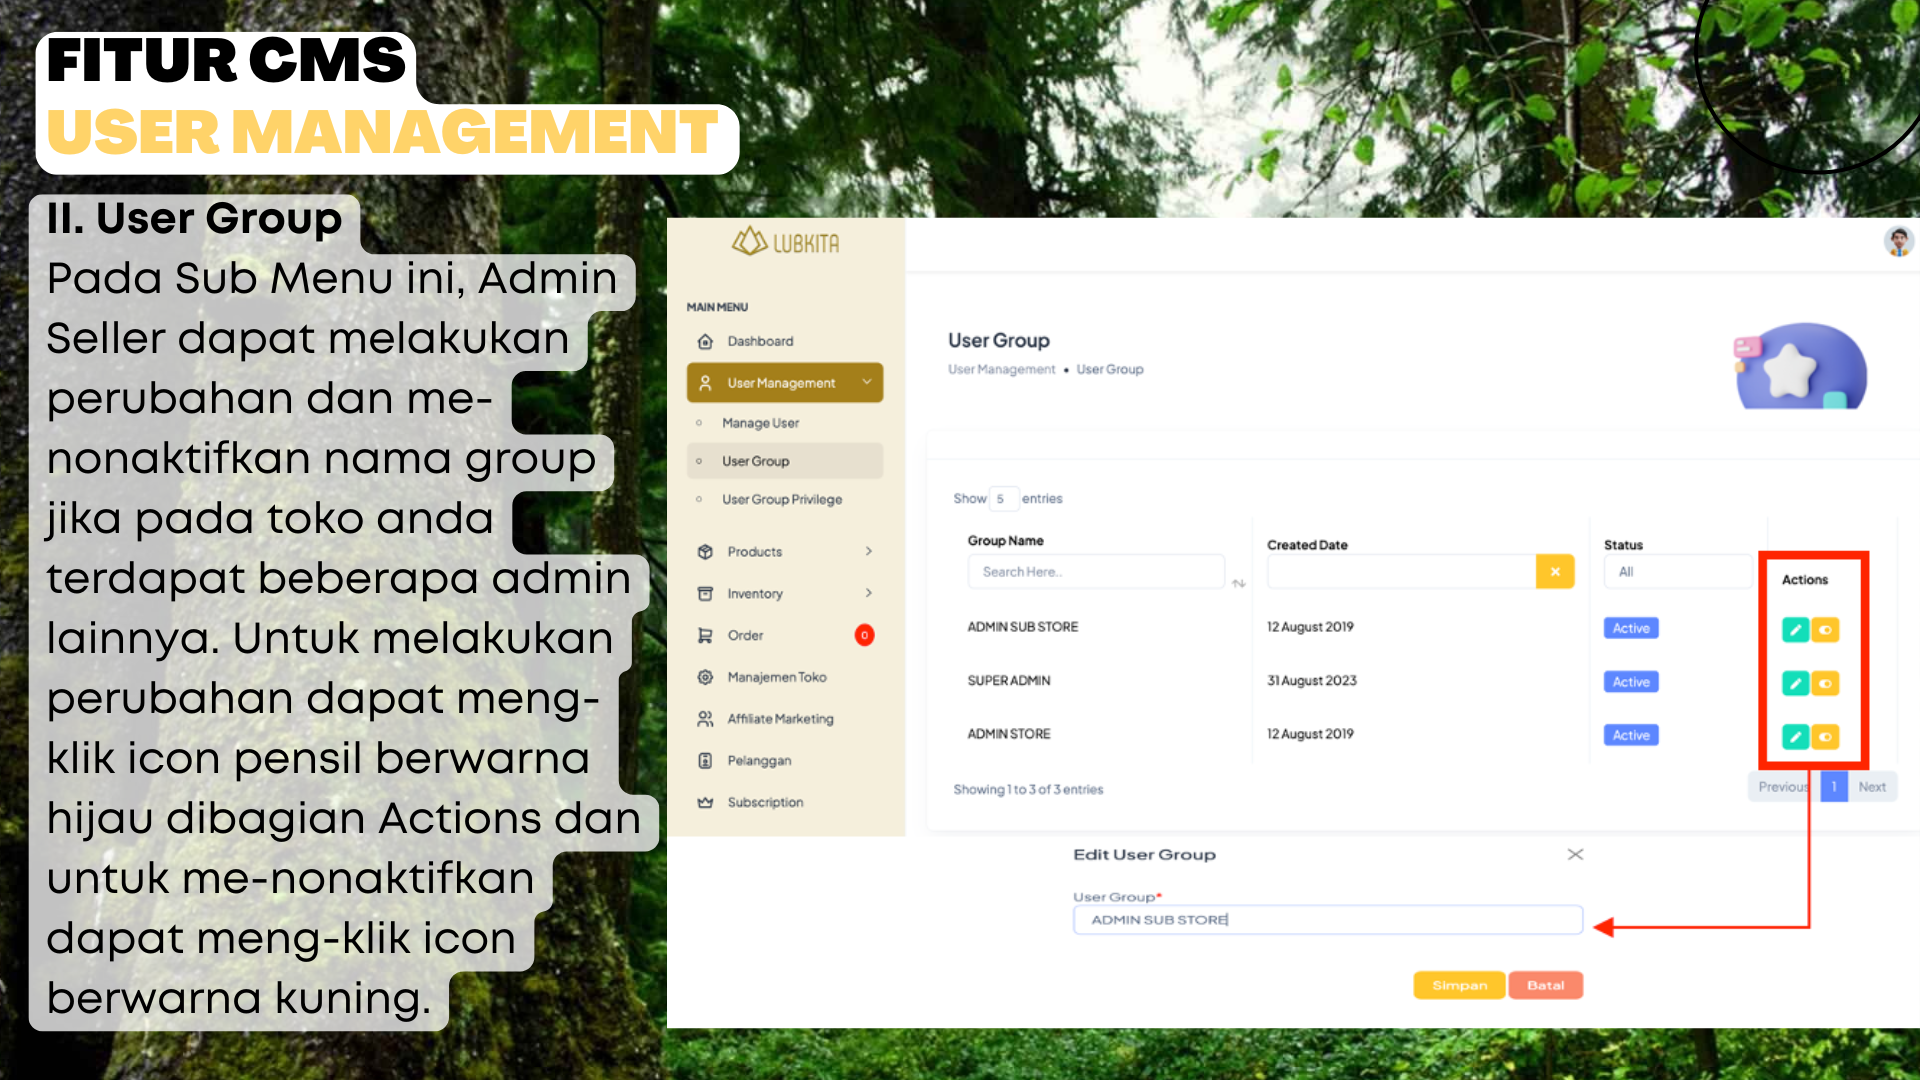 FITUR CMS
USER MANAGEMENT
II. User Group
Pada Sub Menu ini, Admin
Seller dapat melakukan
perubahan dan me-
nonaktifkan nama group
jika pada toko anda
terdapat beberapa admin
lainnya. Untuk melakukan
perubahan dapat meng-
klik icon pensil berwarna
hijau dibagian Actions dan
untuk me-nonaktifkan
dapat meng-klik icon
berwarna kuning.
LUBKITA
MAIN MENU
Dashboard
User Management
Manage User
User Group
User Group Privilege
Products
Inventory
Order 0
Manajemen Toko
Affiliate Marketing
Pelanggan
Subscription
User Group
User Management • User Group
Show 5 entries
Group Name Created Date Status Actions
Search Here.. × All
ADMIN SUB STORE 12 August 2019 Active
SUPER ADMIN 31 August 2023 Active
ADMIN STORE 12 August 2019 Active
Showing 1 to 3 of 3 entries Previous 1 Next
Edit User Group
User Group*
ADMIN SUB STORE
Simpan Batal